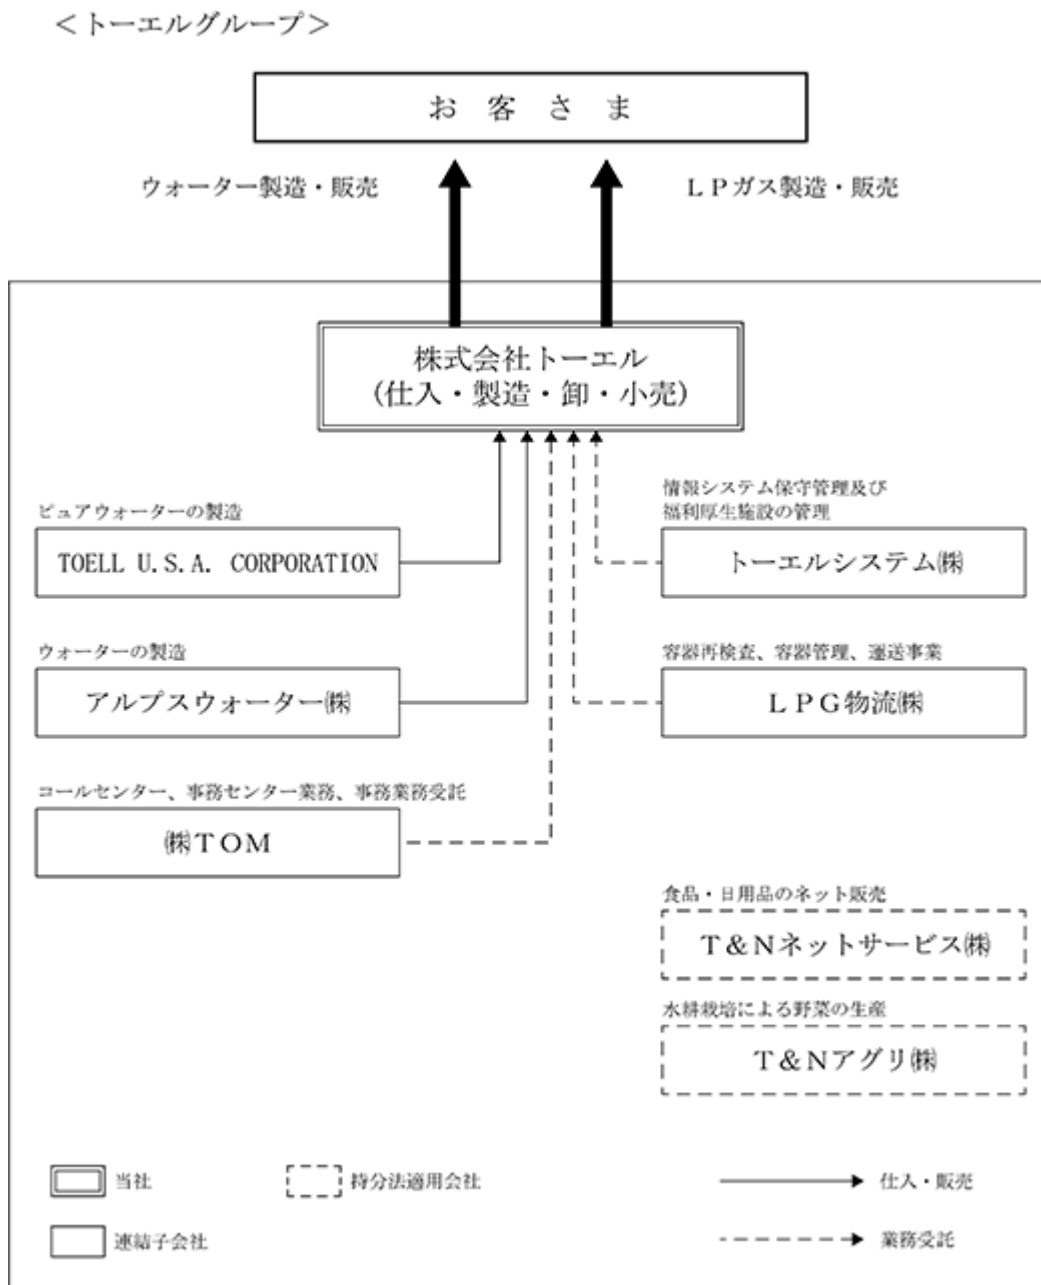 ＜トーエルグループ＞
お客さま
ウォーター製造・販売
ＬＰガス製造・販売
株式会社トーエル
（仕入・製造・卸・小売）
ピュアウォーターの製造
TOELL U.S.A. CORPORATION
情報システム保守管理及び
福利厚生施設の管理
トーエルシステム㈱
ウォーターの製造
アルプスウォーター㈱
容器再検査、容器管理、運送事業
ＬＰＧ物流㈱
コールセンター、事務センター業務、事務業務受託
㈱ＴＯＭ
食品・日用品のネット販売
Ｔ＆Ｎネットサービス㈱
水耕栽培による野菜の生産
Ｔ＆Ｎアグリ㈱
当社
持分法適用会社
仕入・販売
連結子会社
業務受託